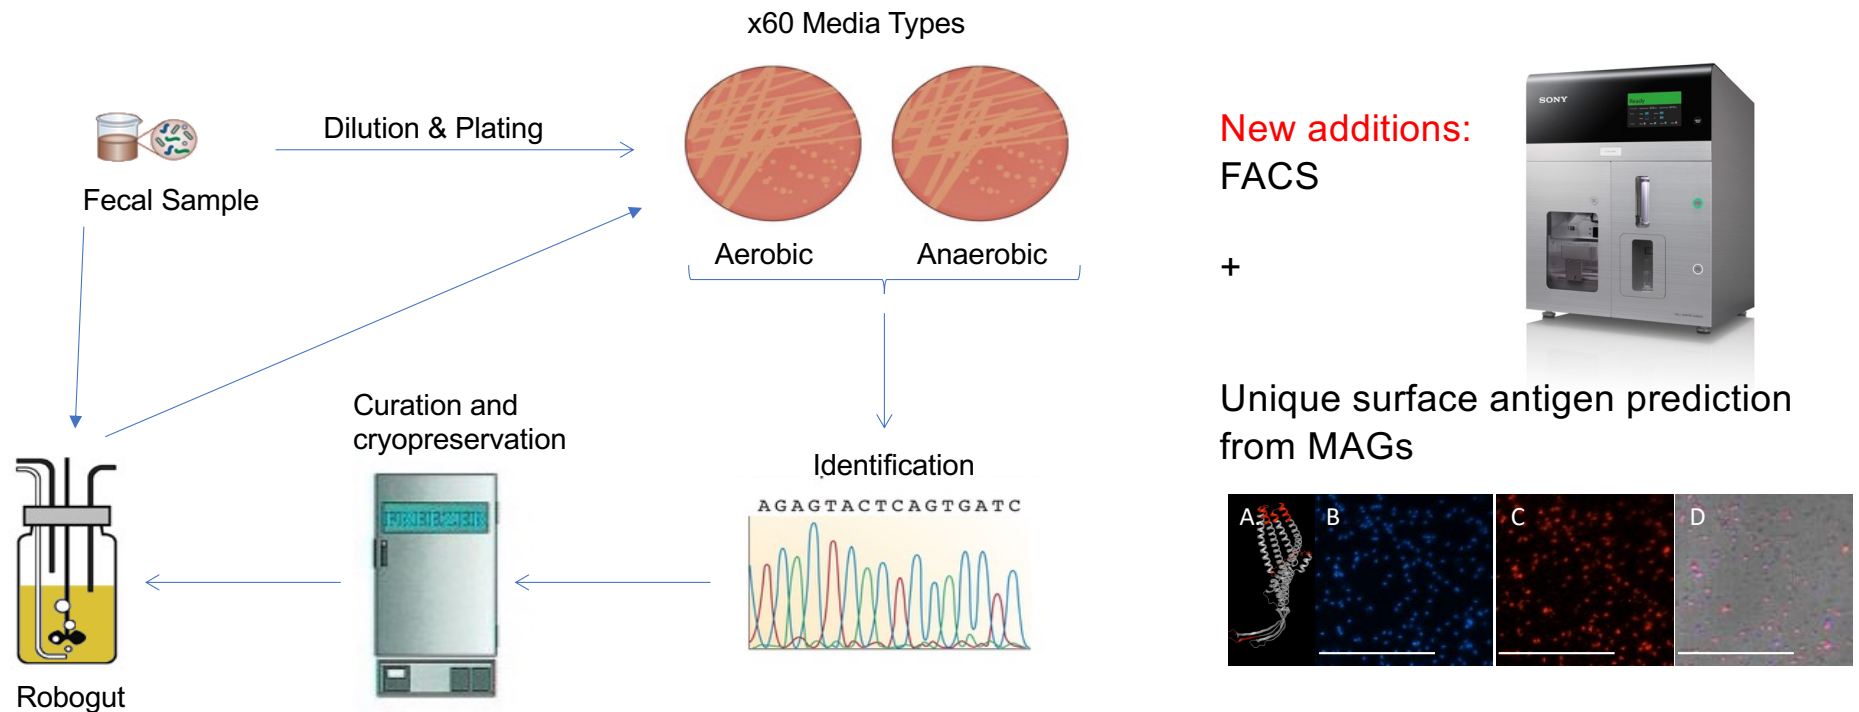 x60 Media Types
Dilution & Plating
Fecal Sample
Aerobic
Anaerobic
Curation and
cryopreservation
FREEZER
Identification
AGAGTACTCAGTGATC
Robogut
New additions:
FACS
+
SONY
Ready
Unique surface antigen prediction
from MAGs
A
B
C
D